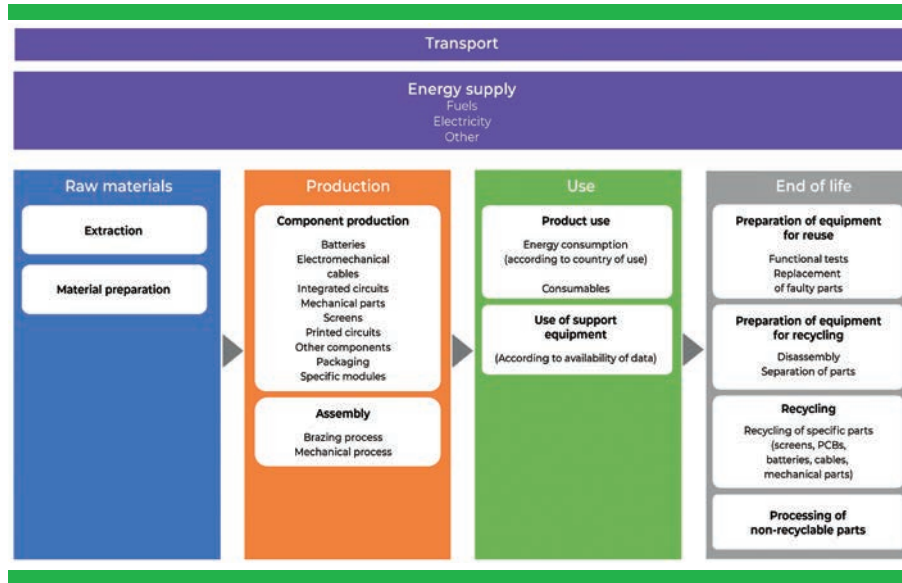 Transport
Energy supply
Fuels
Electricity
Other
Raw materials
Extraction
Material preparation
Production
Component production
Batteries
Electromechanical
cables
Integrated circuits
Mechanical parts
Screens
Printed circuits
Other components
Packaging
Specific modules
Assembly
Brazing process
Mechanical process
Use
Product use
Energy consumption
(according to country of use)
Consumables
Use of support
equipment
(According to availability of data)
End of life
Preparation of equipment
for reuse
Functional tests
Replacement
of faulty parts
Preparation of equipment
for recycling
Disassembly
Separation of parts
Recycling
Recycling of specific parts
(screens, PCBs,
batteries, cables,
mechanical parts)
Processing of
non-recyclable parts